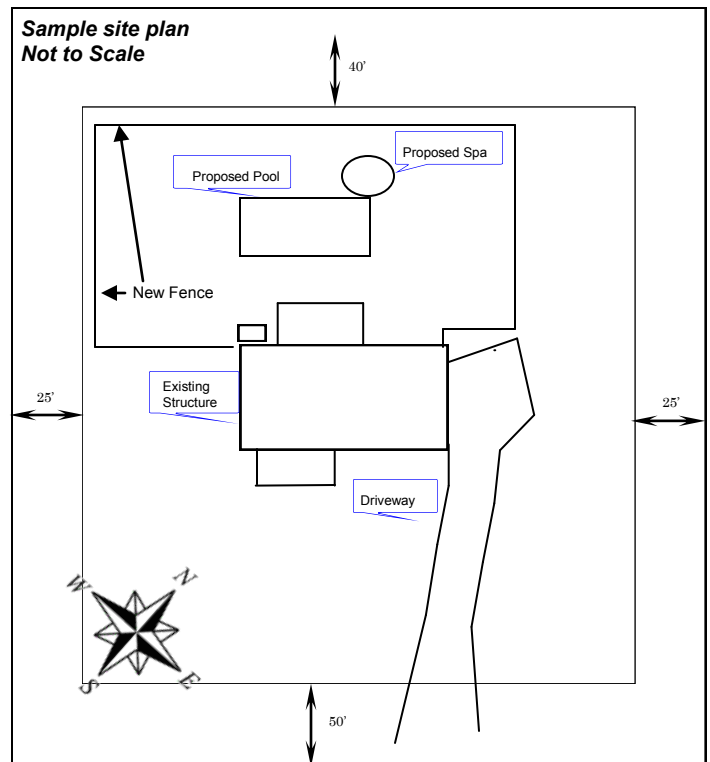 Sample site plan
Not to Scale
40'
Proposed Spa
Proposed Pool
New Fence
Existing
Structure
25'
25'
Driveway
W
N
S
E
50'